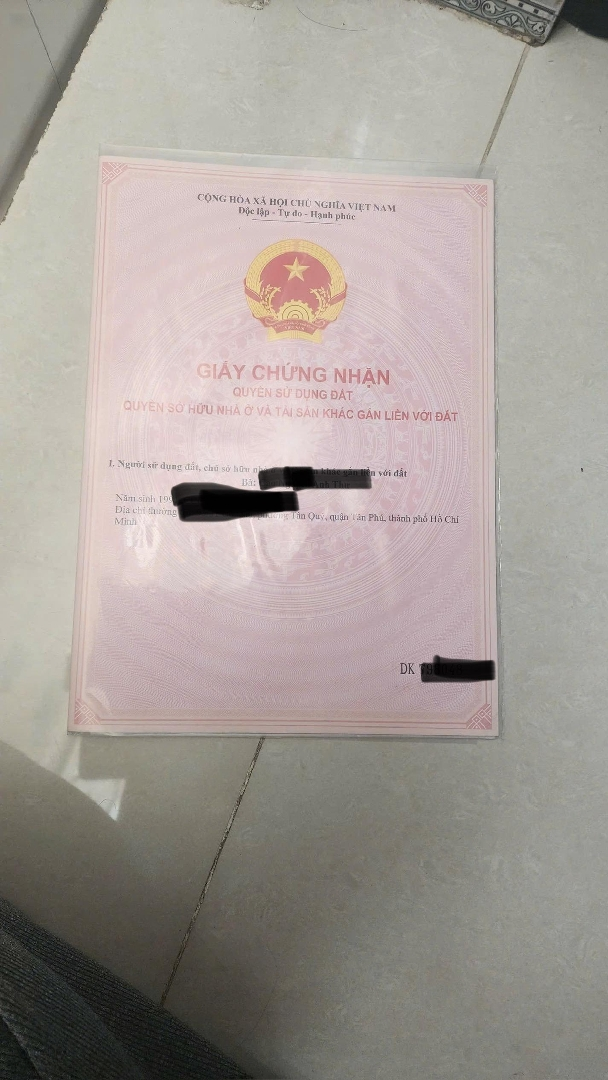 CỘNG HÒA XÃ HỘI CHỦ NGHĨA VIỆT NAM
Độc lập - Tự do - Hạnh phúc
GIẤY CHỨNG NHẬN
QUYỀN SỬ DỤNG ĐẤT
QUYỀN SỞ HỮU NHÀ Ở VÀ TÀI SẢN KHÁC GẮN LIỀN VỚI ĐẤT
I. Người sử dụng đất, chủ sở hữu khác gắn liền với đất
Bà:
Năm sinh
Địa chỉ thường Tân Quý, quận Tân Phú, thành phố Hồ Chí
Minh
DK